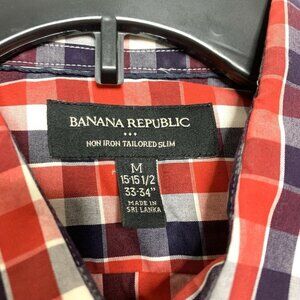 BANANA REPUBLIC
NON IRON TAILORED SLIM
M
15-15 1/2
33-34"
MADE IN
SRI LANKA